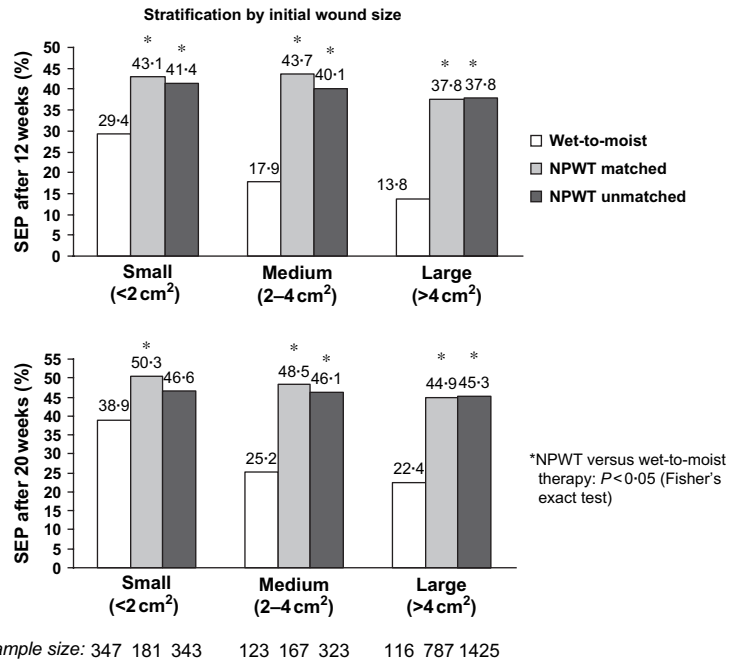 Stratification by initial wound size
SEP after 12 weeks (%)
50
45
40
35
30
25
20
15
10
5
0
29·4
*
43·1
*
41·4
17·9
*
43·7
*
40·1
13·8
*
37·8
*
37·8
Small
(<2 cm²)
Medium
(2–4 cm²)
Large
(>4 cm²)
Wet-to-moist
NPWT matched
NPWT unmatched
SEP after 20 weeks (%)
55
50
45
40
35
30
25
20
15
10
5
0
38·9
*
50·3
46·6
25·2
*
48·5
*
46·1
22·4
*
44·9
*
45·3
Small
(<2 cm²)
Medium
(2–4 cm²)
Large
(>4 cm²)
*NPWT versus wet-to-moist
therapy: P<0·05 (Fisher's
exact test)
ample size: 347 181 343 123 167 323 116 787 1425